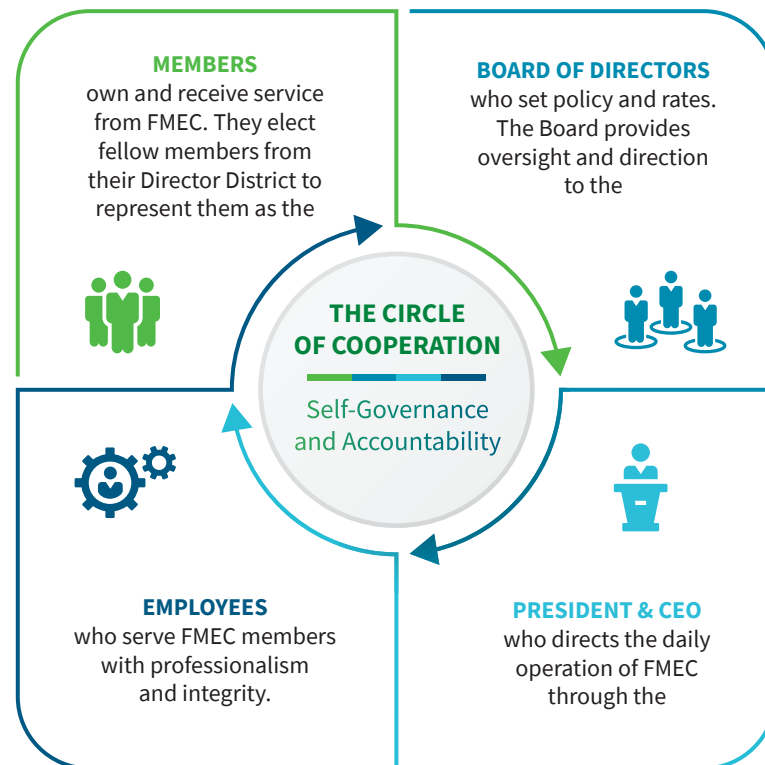 MEMBERS
own and receive service
from FMEC. They elect
fellow members from
their Director District to
represent them as the
BOARD OF DIRECTORS
who set policy and rates.
The Board provides
oversight and direction
to the
THE CIRCLE
OF COOPERATION
Self-Governance
and Accountability
EMPLOYEES
who serve FMEC members
with professionalism
and integrity.
PRESIDENT & CEO
who directs the daily
operation of FMEC
through the